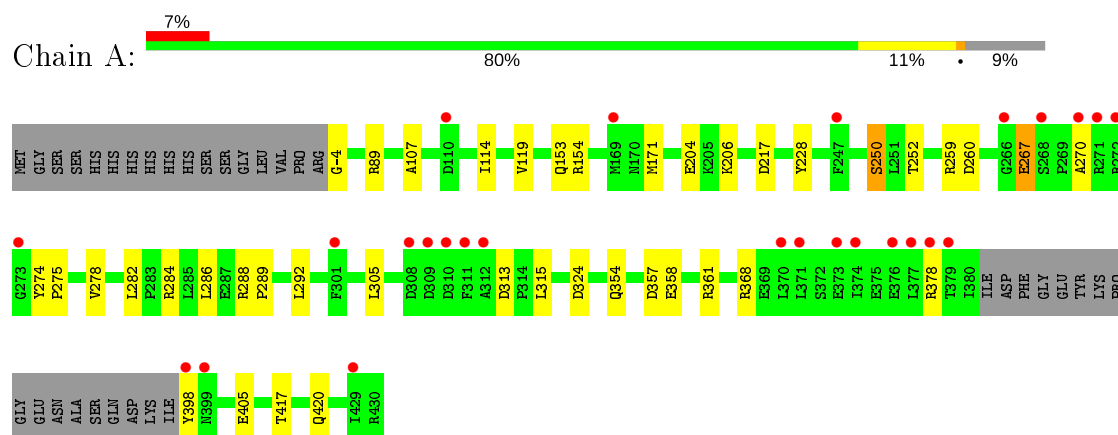 7%
Chain A:
80% 11% • 9%
MET GLY SER SER HIS HIS HIS HIS HIS HIS SER SER GLY LEU VAL PRO ARG G-4 R89 A107 D110 I114 V119 Q153 R154 M169 N170 M171 E204 K205 K206 D217 Y228 F247 S250 L251 T252 R259 D260 G266 E267 S268 P269 A270 R271 R272
G273 Y274 P275 V278 L282 P283 R284 L285 L286 E287 R288 P289 L292 F301 L305 D308 D309 D310 F311 A312 D313 P314 L315 D324 Q354 D357 E358 R361 R368 E369 L370 L371 S372 E373 I374 E375 E376 L377 R378 T379 I380 ILE ASP PHE GLY GLU TYR LYS PRO
GLY GLU ASN ALA SER GLN ASP LYS ILE Y398 N399 E405 T417 Q420 I429 R430